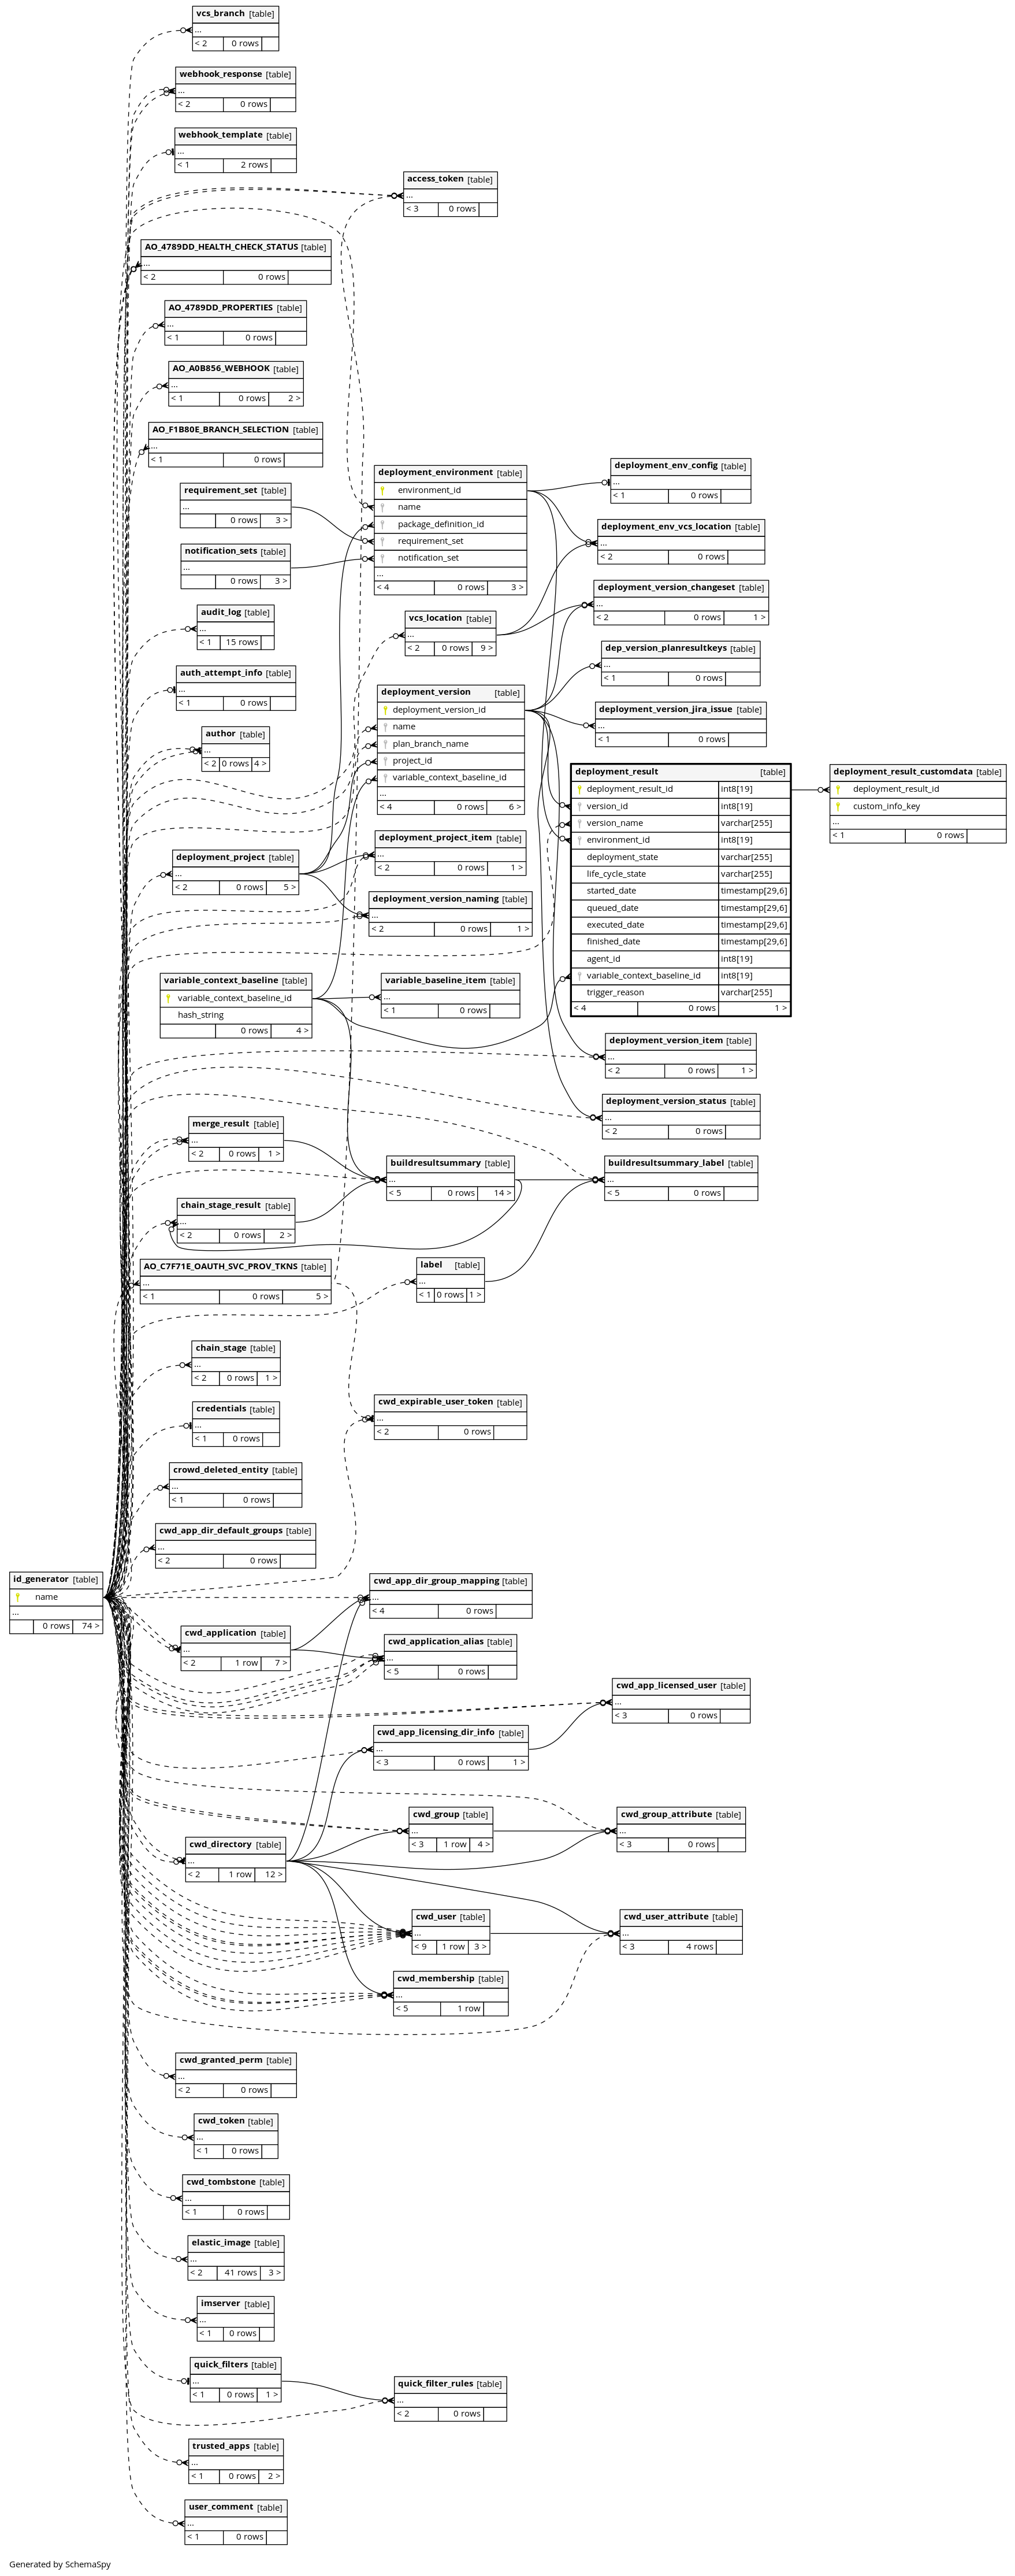 vcs_branch [table]
...
< 2 0 rows
webhook_response [table]
...
< 2 0 rows
webhook_template [table]
...
< 1 2 rows
access_token [table]
...
< 3 0 rows
AO_4789DD_HEALTH_CHECK_STATUS [table]
...
< 2 0 rows
AO_4789DD_PROPERTIES [table]
...
< 1 0 rows
AO_A0B856_WEBHOOK [table]
...
< 1 0 rows 2 >
AO_F1B80E_BRANCH_SELECTION [table]
...
< 1 0 rows
requirement_set [table]
...
0 rows 3 >
notification_sets [table]
...
0 rows 3 >
deployment_environment [table]
environment_id
name
package_definition_id
requirement_set
notification_set
...
< 4 0 rows 3 >
deployment_env_config [table]
...
< 1 0 rows
deployment_env_vcs_location [table]
...
< 2 0 rows
deployment_version_changeset [table]
...
< 2 0 rows 1 >
audit_log [table]
...
< 1 15 rows
vcs_location [table]
...
< 2 0 rows 9 >
dep_version_planresultkeys [table]
...
< 1 0 rows
auth_attempt_info [table]
...
< 1 0 rows
deployment_version [table]
deployment_version_id
name
plan_branch_name
project_id
variable_context_baseline_id
...
< 4 0 rows 6 >
deployment_version_jira_issue [table]
...
< 1 0 rows
author [table]
...
< 2 0 rows 4 >
deployment_result [table]
deployment_result_id int8[19]
version_id int8[19]
version_name varchar[255]
environment_id int8[19]
deployment_state varchar[255]
life_cycle_state varchar[255]
started_date timestamp[29,6]
queued_date timestamp[29,6]
executed_date timestamp[29,6]
finished_date timestamp[29,6]
agent_id int8[19]
variable_context_baseline_id int8[19]
trigger_reason varchar[255]
< 4 0 rows 1 >
deployment_result_customdata [table]
deployment_result_id
custom_info_key
...
< 1 0 rows
deployment_project_item [table]
...
< 2 0 rows 1 >
deployment_project [table]
...
< 2 0 rows 5 >
deployment_version_naming [table]
...
< 2 0 rows 1 >
variable_context_baseline [table]
variable_context_baseline_id
hash_string
0 rows 4 >
variable_baseline_item [table]
...
< 1 0 rows
deployment_version_item [table]
...
< 2 0 rows 1 >
deployment_version_status [table]
...
< 2 0 rows
merge_result [table]
...
< 2 0 rows 1 >
buildresultsummary [table]
...
< 5 0 rows 14 >
buildresultsummary_label [table]
...
< 5 0 rows
chain_stage_result [table]
...
< 2 0 rows 2 >
AO_C7F71E_OAUTH_SVC_PROV_TKNS [table]
...
< 1 0 rows 5 >
label [table]
...
< 1 0 rows 1 >
chain_stage [table]
...
< 2 0 rows 1 >
credentials [table]
...
< 1 0 rows
cwd_expirable_user_token [table]
...
< 2 0 rows
crowd_deleted_entity [table]
...
< 1 0 rows
cwd_app_dir_default_groups [table]
...
< 2 0 rows
id_generator [table]
name
...
0 rows 74 >
cwd_app_dir_group_mapping [table]
...
< 4 0 rows
cwd_application [table]
...
< 2 1 row 7 >
cwd_application_alias [table]
...
< 5 0 rows
cwd_app_licensed_user [table]
...
< 3 0 rows
cwd_app_licensing_dir_info [table]
...
< 3 0 rows 1 >
cwd_group [table]
...
< 3 1 row 4 >
cwd_group_attribute [table]
...
< 3 0 rows
cwd_directory [table]
...
< 2 1 row 12 >
cwd_user [table]
...
< 9 1 row 3 >
cwd_user_attribute [table]
...
< 3 4 rows
cwd_membership [table]
...
< 5 1 row
cwd_granted_perm [table]
...
< 2 0 rows
cwd_token [table]
...
< 1 0 rows
cwd_tombstone [table]
...
< 1 0 rows
elastic_image [table]
...
< 2 41 rows 3 >
imserver [table]
...
< 1 0 rows
quick_filters [table]
...
< 1 0 rows 1 >
quick_filter_rules [table]
...
< 2 0 rows
trusted_apps [table]
...
< 1 0 rows 2 >
user_comment [table]
...
< 1 0 rows
Generated by SchemaSpy